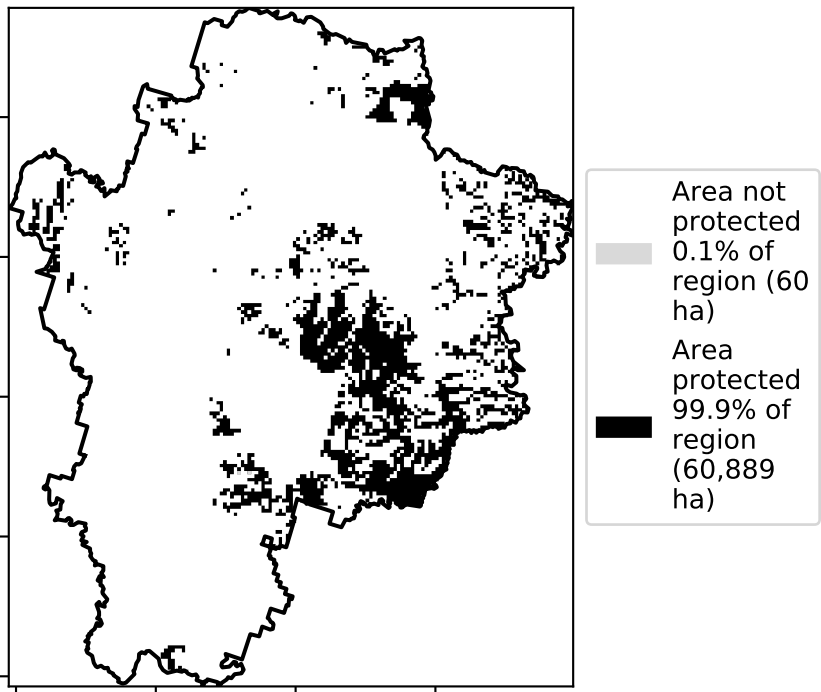 Area not
protected
0.1% of
region (60
ha)
Area
protected
99.9% of
region
(60,889
ha)